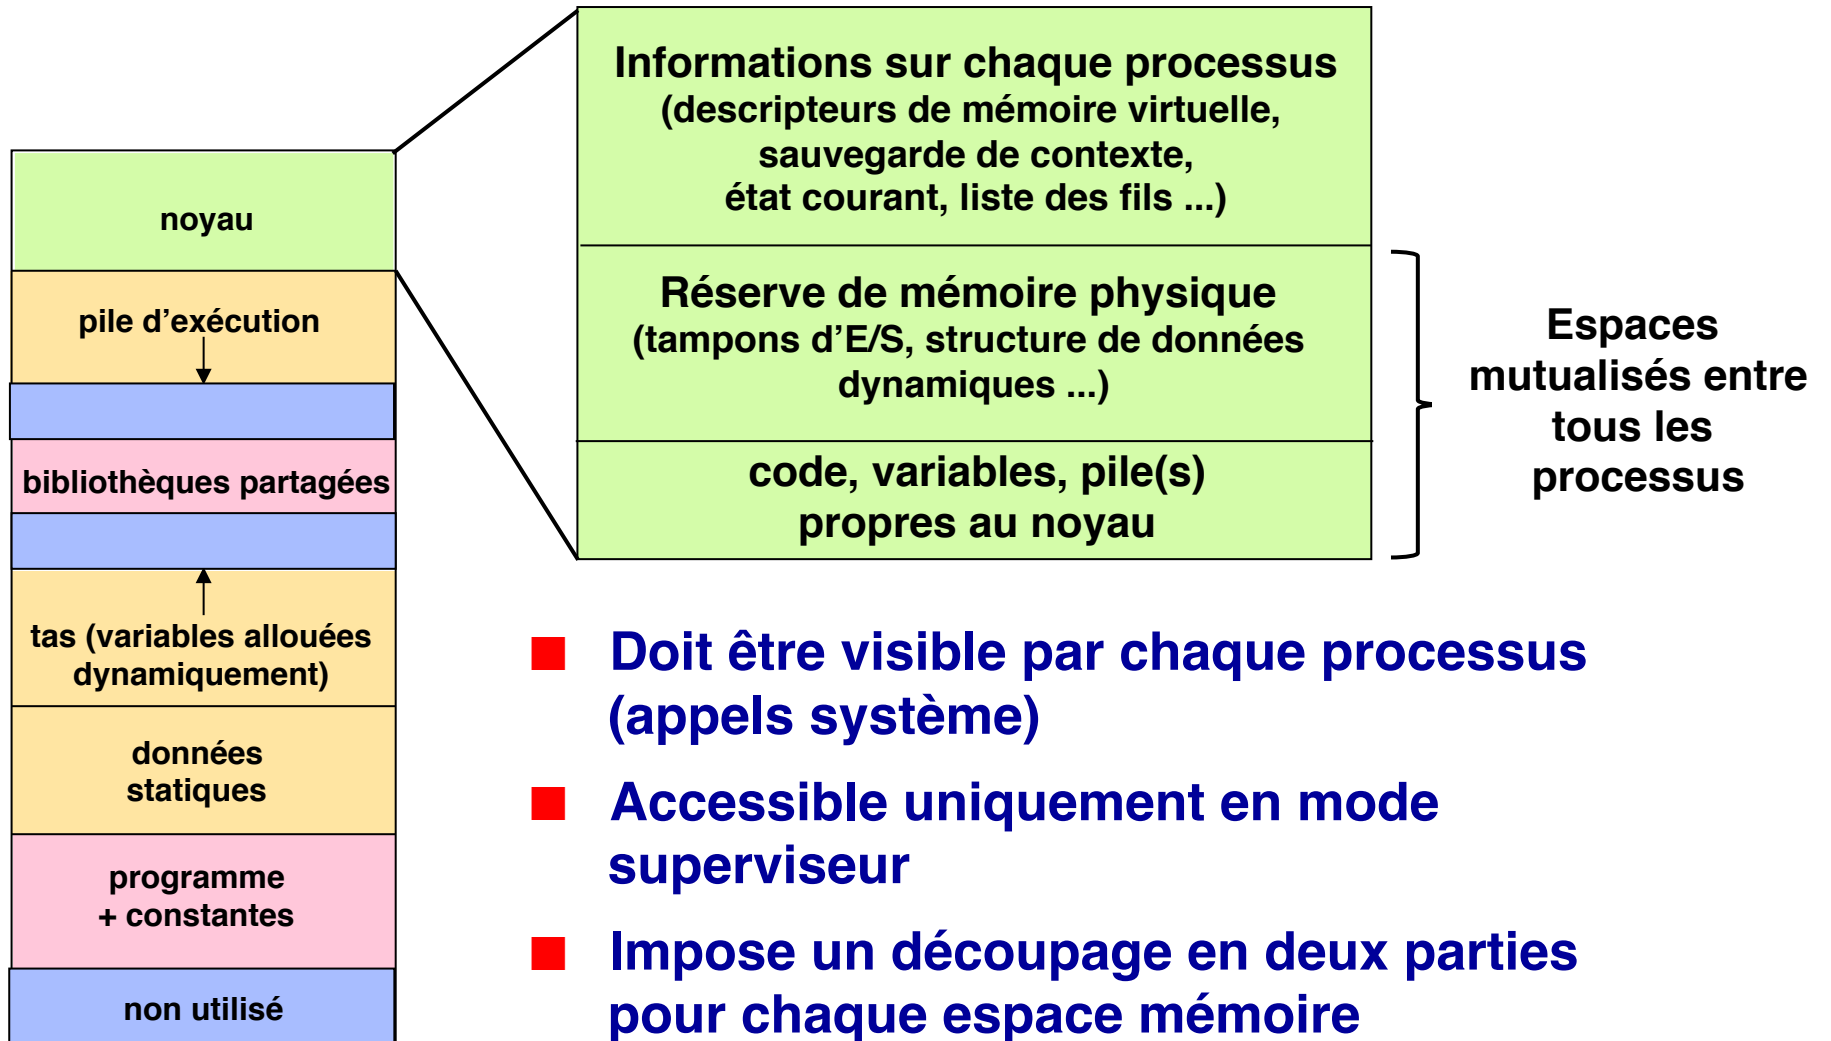 noyau
pile d’exécution
bibliothèques partagées
tas (variables allouées
dynamiquement)
données
statiques
programme
+ constantes
non utilisé
Informations sur chaque processus
(descripteurs de mémoire virtuelle,
sauvegarde de contexte,
état courant, liste des fils ...)
Réserve de mémoire physique
(tampons d’E/S, structure de données
dynamiques ...)
code, variables, pile(s)
propres au noyau
Espaces
mutualisés entre
tous les
processus
Doit être visible par chaque processus
(appels système)
Accessible uniquement en mode
superviseur
Impose un découpage en deux parties
pour chaque espace mémoire